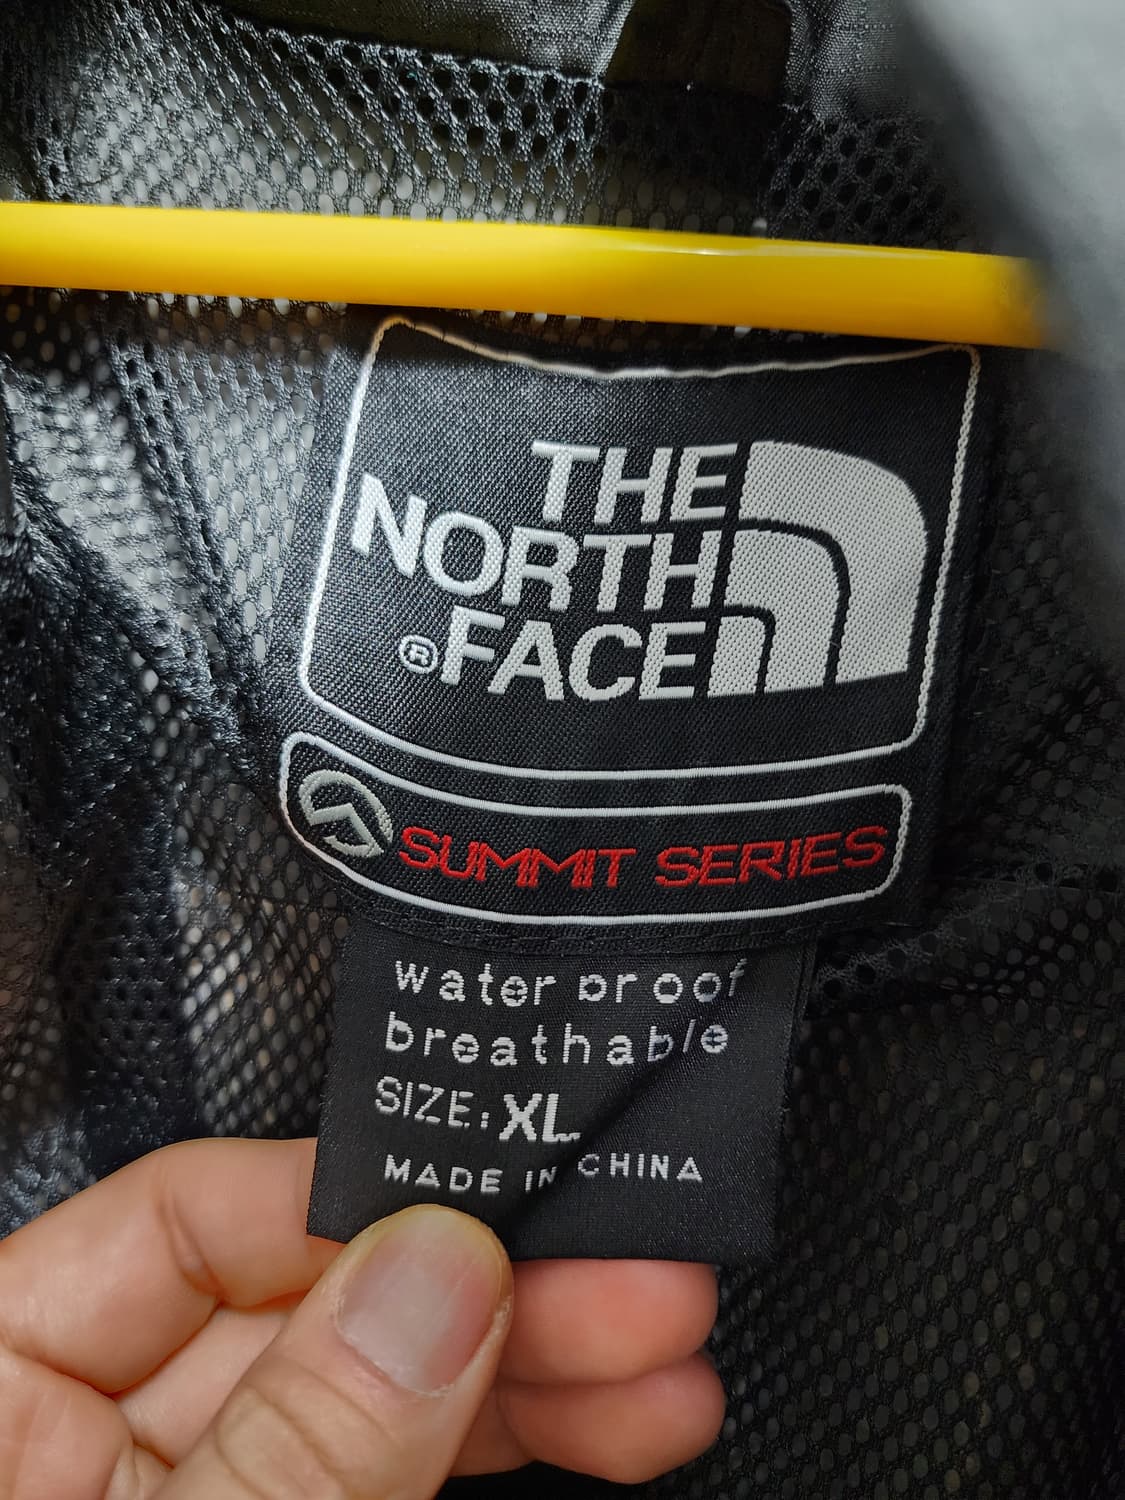 THE
NORTH
®FACE
SUMMIT SERIES
water proof
breathable
SIZE: XL
MADE IN CHINA